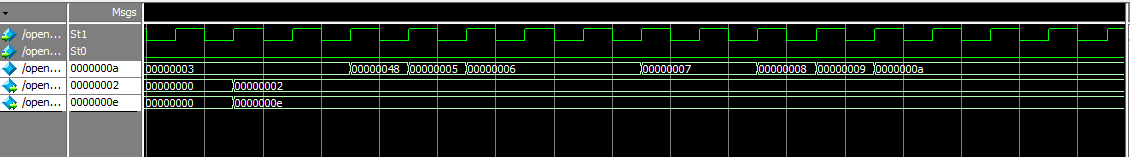 Msgs
/open... St1
/open... St0
/open... 0000000a 00000003 00000048 00000005 00000006 00000007 00000008 00000009 0000000a
/open... 00000002 00000000 00000002
/open... 0000000e 00000000 0000000e